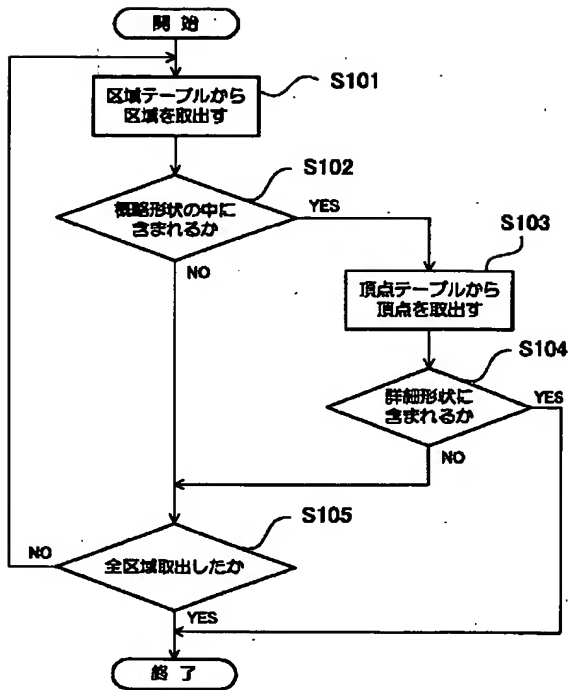 開始
区域テーブルから
区域を取出す
S101
S102
概略形状の中に
含まれるか
YES
NO
S103
頂点テーブルから
頂点を取出す
S104
詳細形状に
含まれるか
YES
NO
S105
全区域取出したか
NO
YES
終了